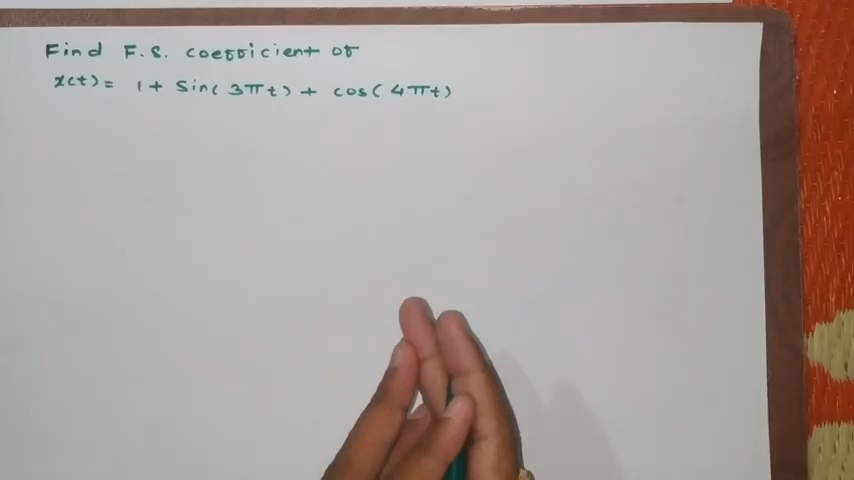 Find F.S. coefficient of
x(t) = 1 + sin( 3πt ) + cos( 4πt )